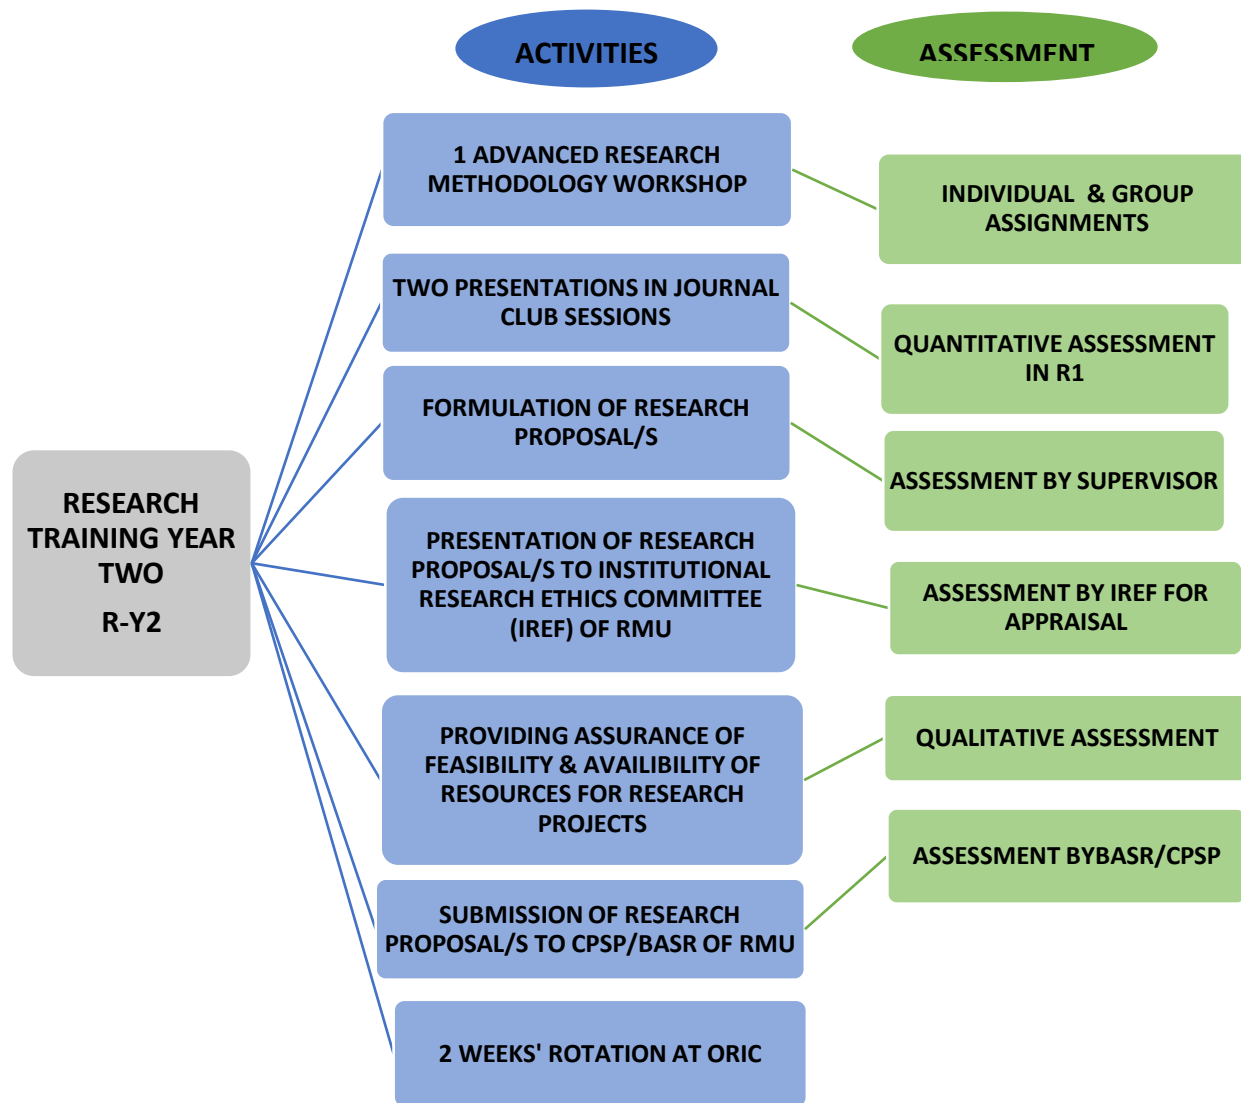 ACTIVITIES
ASSESSMENT
1 ADVANCED RESEARCH
METHODOLOGY WORKSHOP
INDIVIDUAL & GROUP
ASSIGNMENTS
TWO PRESENTATIONS IN JOURNAL
CLUB SESSIONS
QUANTITATIVE ASSESSMENT
IN R1
FORMULATION OF RESEARCH
PROPOSAL/S
ASSESSMENT BY SUPERVISOR
RESEARCH
TRAINING YEAR
TWO
R-Y2
PRESENTATION OF RESEARCH
PROPOSAL/S TO INSTITUTIONAL
RESEARCH ETHICS COMMITTEE
(IREF) OF RMU
ASSESSMENT BY IREF FOR
APPRAISAL
PROVIDING ASSURANCE OF
FEASIBILITY & AVAILIBILITY OF
RESOURCES FOR RESEARCH
PROJECTS
QUALITATIVE ASSESSMENT
SUBMISSION OF RESEARCH
PROPOSAL/S TO CPSP/BASR OF RMU
ASSESSMENT BYBASR/CPSP
2 WEEKS' ROTATION AT ORIC